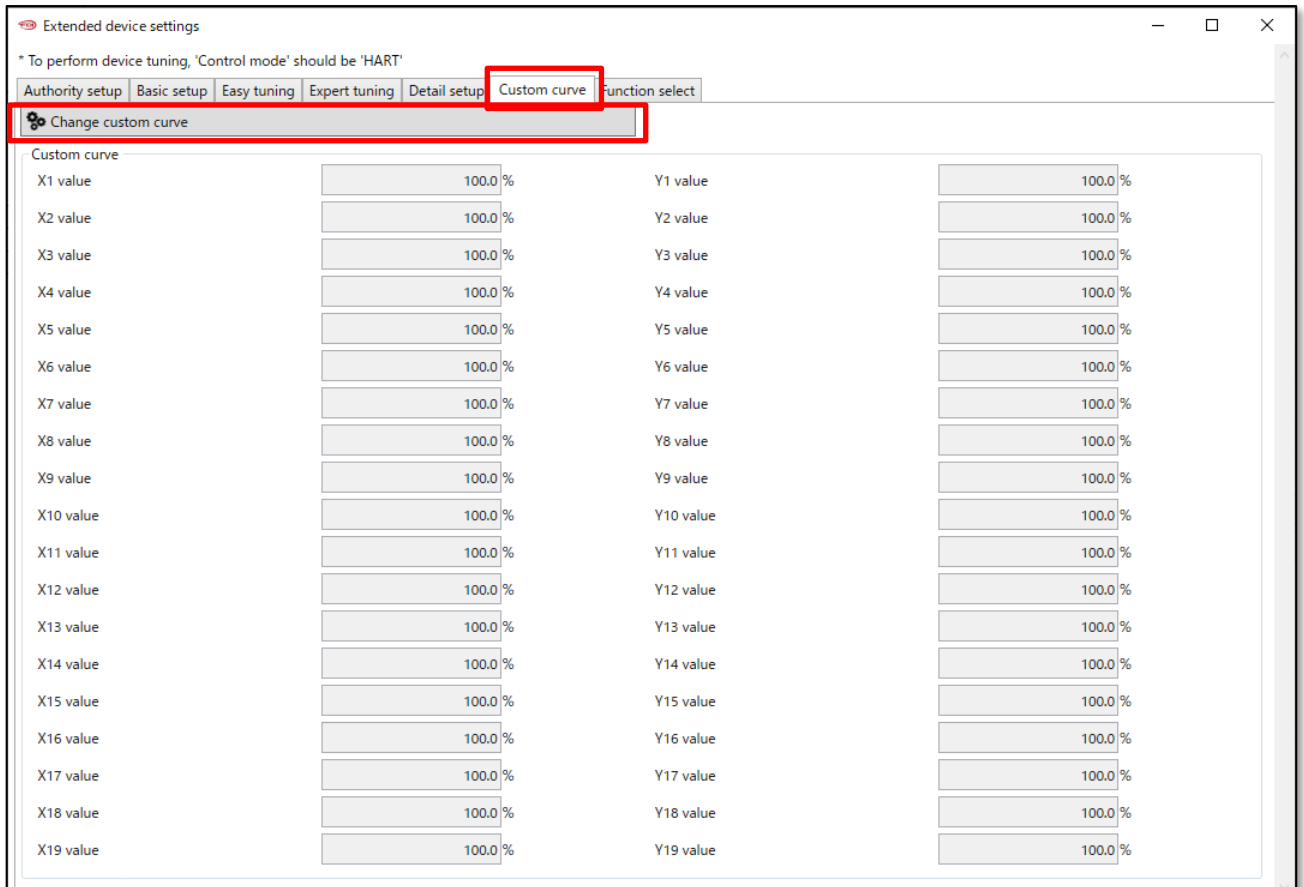 Extended device settings
* To perform device tuning, 'Control mode' should be 'HART'
Authority setup Basic setup Easy tuning Expert tuning Detail setup Custom curve Function select
Change custom curve
Custom curve
X1 value 100.0 % Y1 value 100.0 %
X2 value 100.0 % Y2 value 100.0 %
X3 value 100.0 % Y3 value 100.0 %
X4 value 100.0 % Y4 value 100.0 %
X5 value 100.0 % Y5 value 100.0 %
X6 value 100.0 % Y6 value 100.0 %
X7 value 100.0 % Y7 value 100.0 %
X8 value 100.0 % Y8 value 100.0 %
X9 value 100.0 % Y9 value 100.0 %
X10 value 100.0 % Y10 value 100.0 %
X11 value 100.0 % Y11 value 100.0 %
X12 value 100.0 % Y12 value 100.0 %
X13 value 100.0 % Y13 value 100.0 %
X14 value 100.0 % Y14 value 100.0 %
X15 value 100.0 % Y15 value 100.0 %
X16 value 100.0 % Y16 value 100.0 %
X17 value 100.0 % Y17 value 100.0 %
X18 value 100.0 % Y18 value 100.0 %
X19 value 100.0 % Y19 value 100.0 %